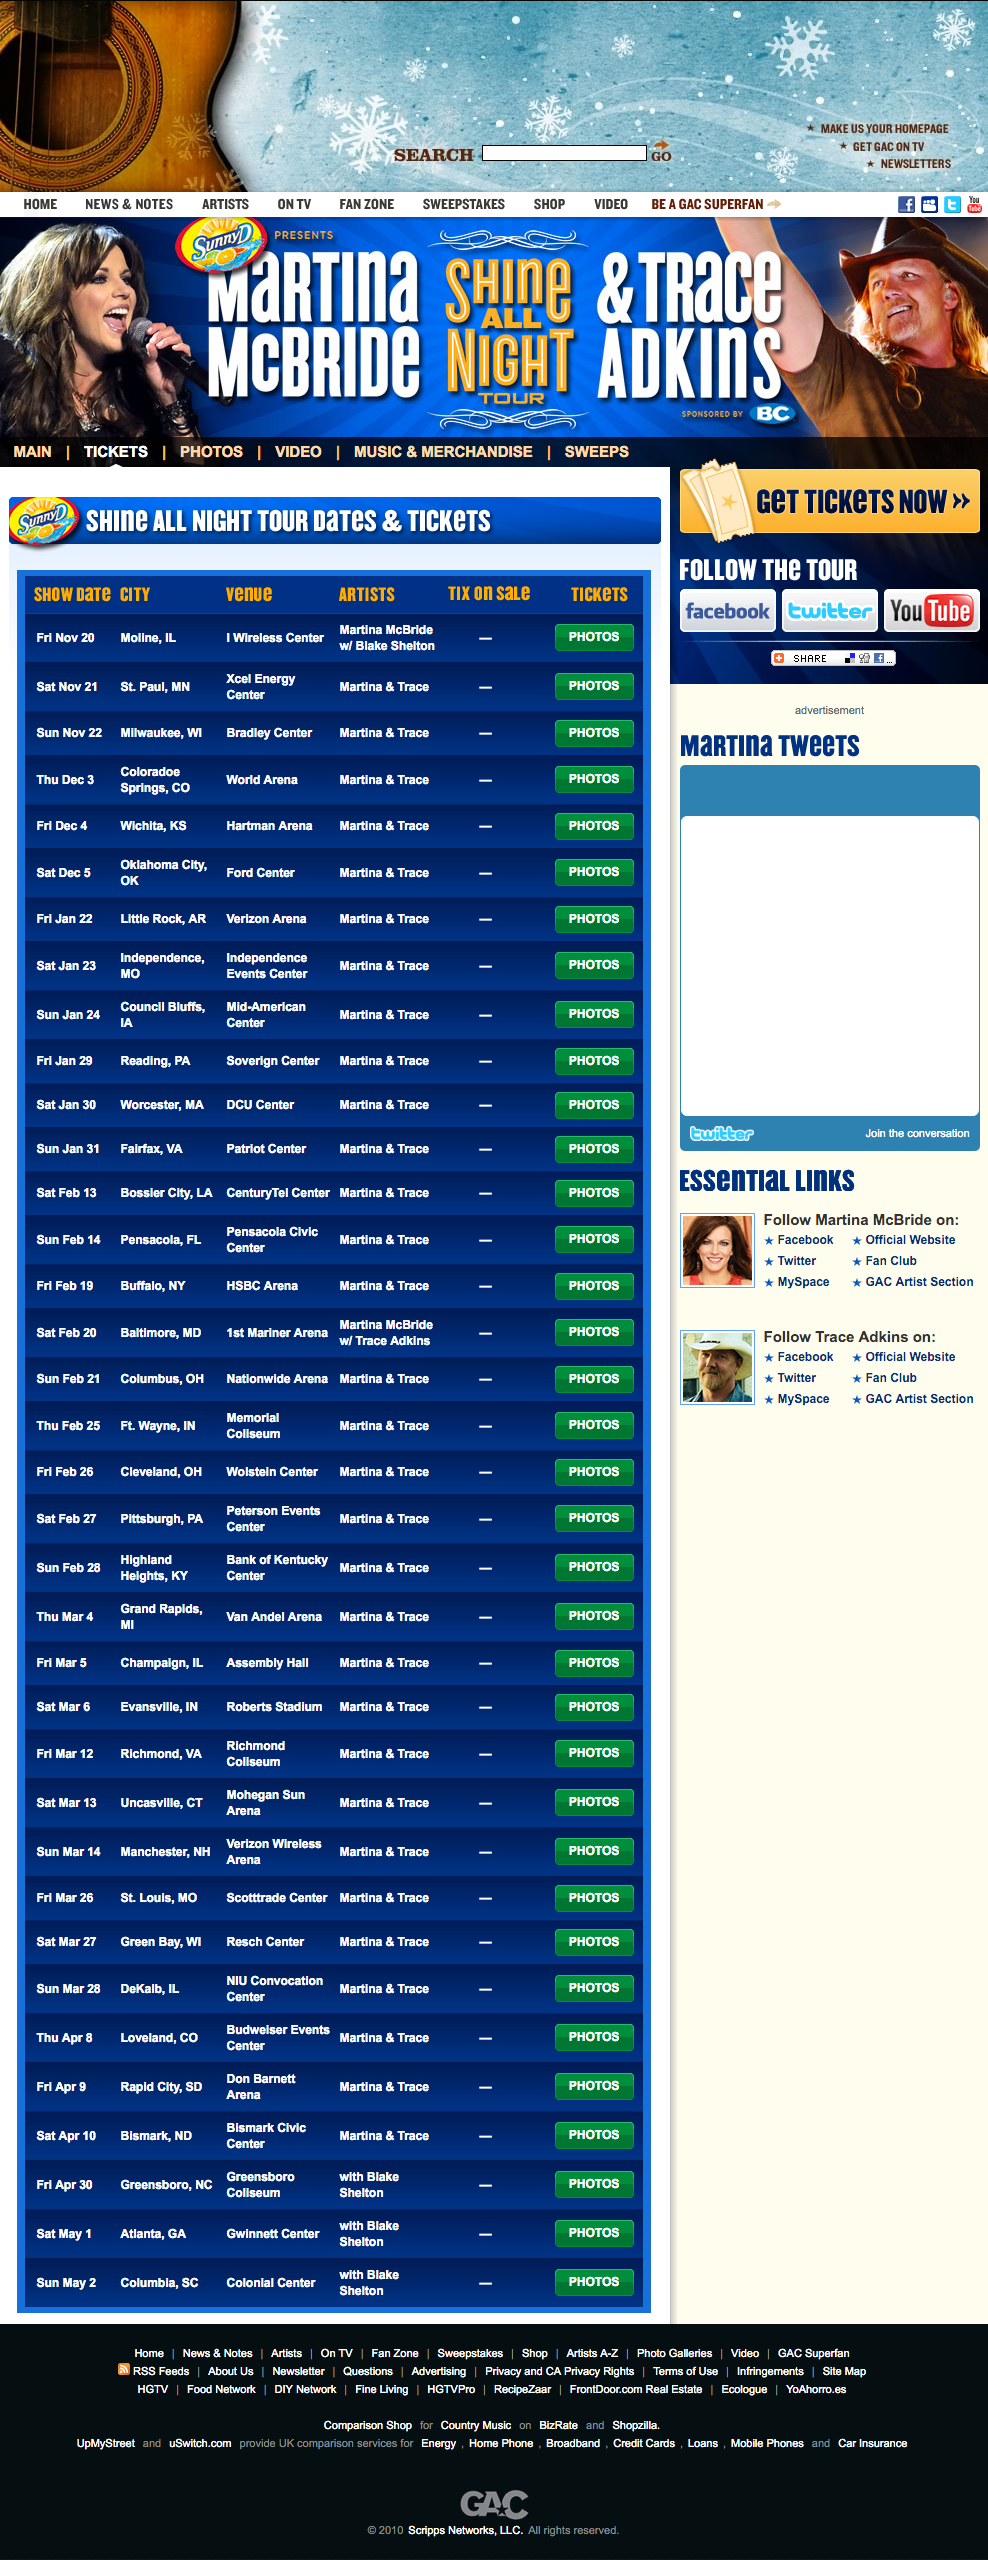 SEARCH
GO
MAKE US YOUR HOMEPAGE
GET GAC ON TV
NEWSLETTERS
HOME NEWS & NOTES ARTISTS ON TV FAN ZONE SWEEPSTAKES SHOP VIDEO BE A GAC SUPERFAN
SunnyD PRESENTS
MARTINA McBRIDE
SHINE ALL NIGHT TOUR
& TRACE ADKINS
SPONSORED BY BC
MAIN | TICKETS | PHOTOS | VIDEO | MUSIC & MERCHANDISE | SWEEPS
SunnyD SHINE ALL NIGHT TOUR DATES & TICKETS
SHOW DATE CITY VENUE ARTISTS TIX ON SALE TICKETS
Fri Nov 20 Moline, IL I Wireless Center Martina McBride w/ Blake Shelton — PHOTOS
Sat Nov 21 St. Paul, MN Xcel Energy Center Martina & Trace — PHOTOS
Sun Nov 22 Milwaukee, WI Bradley Center Martina & Trace — PHOTOS
Thu Dec 3 Coloradoe Springs, CO World Arena Martina & Trace — PHOTOS
Fri Dec 4 Wichita, KS Hartman Arena Martina & Trace — PHOTOS
Sat Dec 5 Oklahoma City, OK Ford Center Martina & Trace — PHOTOS
Fri Jan 22 Little Rock, AR Verizon Arena Martina & Trace — PHOTOS
Sat Jan 23 Independence, MO Independence Events Center Martina & Trace — PHOTOS
Sun Jan 24 Council Bluffs, IA Mid-American Center Martina & Trace — PHOTOS
Fri Jan 29 Reading, PA Soverign Center Martina & Trace — PHOTOS
Sat Jan 30 Worcester, MA DCU Center Martina & Trace — PHOTOS
Sun Jan 31 Fairfax, VA Patriot Center Martina & Trace — PHOTOS
Sat Feb 13 Bossier City, LA CenturyTel Center Martina & Trace — PHOTOS
Sun Feb 14 Pensacola, FL Pensacola Civic Center Martina & Trace — PHOTOS
Fri Feb 19 Buffalo, NY HSBC Arena Martina & Trace — PHOTOS
Sat Feb 20 Baltimore, MD 1st Mariner Arena Martina McBride w/ Trace Adkins — PHOTOS
Sun Feb 21 Columbus, OH Nationwide Arena Martina & Trace — PHOTOS
Thu Feb 25 Ft. Wayne, IN Memorial Coliseum Martina & Trace — PHOTOS
Fri Feb 26 Cleveland, OH Wolstein Center Martina & Trace — PHOTOS
Sat Feb 27 Pittsburgh, PA Peterson Events Center Martina & Trace — PHOTOS
Sun Feb 28 Highland Heights, KY Bank of Kentucky Center Martina & Trace — PHOTOS
Thu Mar 4 Grand Rapids, MI Van Andel Arena Martina & Trace — PHOTOS
Fri Mar 5 Champaign, IL Assembly Hall Martina & Trace — PHOTOS
Sat Mar 6 Evansville, IN Roberts Stadium Martina & Trace — PHOTOS
Fri Mar 12 Richmond, VA Richmond Coliseum Martina & Trace — PHOTOS
Sat Mar 13 Uncasville, CT Mohegan Sun Arena Martina & Trace — PHOTOS
Sun Mar 14 Manchester, NH Verizon Wireless Arena Martina & Trace — PHOTOS
Fri Mar 26 St. Louis, MO Scotttrade Center Martina & Trace — PHOTOS
Sat Mar 27 Green Bay, WI Resch Center Martina & Trace — PHOTOS
Sun Mar 28 DeKalb, IL NIU Convocation Center Martina & Trace — PHOTOS
Thu Apr 8 Loveland, CO Budweiser Events Center Martina & Trace — PHOTOS
Fri Apr 9 Rapid City, SD Don Barnett Arena Martina & Trace — PHOTOS
Sat Apr 10 Bismark, ND Bismark Civic Center Martina & Trace — PHOTOS
Fri Apr 30 Greensboro, NC Greensboro Coliseum with Blake Shelton — PHOTOS
Sat May 1 Atlanta, GA Gwinnett Center with Blake Shelton — PHOTOS
Sun May 2 Columbia, SC Colonial Center with Blake Shelton — PHOTOS
GET TICKETS NOW »
FOLLOW THE TOUR
facebook twitter YouTube
SHARE
advertisement
MARTINA TWEETS
twitter Join the conversation
ESSENTIAL LINKS
Follow Martina McBride on:
Facebook Official Website
Twitter Fan Club
MySpace GAC Artist Section
Follow Trace Adkins on:
Facebook Official Website
Twitter Fan Club
MySpace GAC Artist Section
Home | News & Notes | Artists | On TV | Fan Zone | Sweepstakes | Shop | Artists A-Z | Photo Galleries | Video | GAC Superfan
RSS Feeds | About Us | Newsletter | Questions | Advertising | Privacy and CA Privacy Rights | Terms of Use | Infringements | Site Map
HGTV | Food Network | DIY Network | Fine Living | HGTVPro | RecipeZaar | FrontDoor.com Real Estate | Ecologue | YoAhorro.es
Comparison Shop for Country Music on BizRate and Shopzilla.
UpMyStreet and uSwitch.com provide UK comparison services for Energy , Home Phone , Broadband , Credit Cards , Loans , Mobile Phones and Car Insurance
GAC
© 2010 Scripps Networks, LLC. All rights reserved.